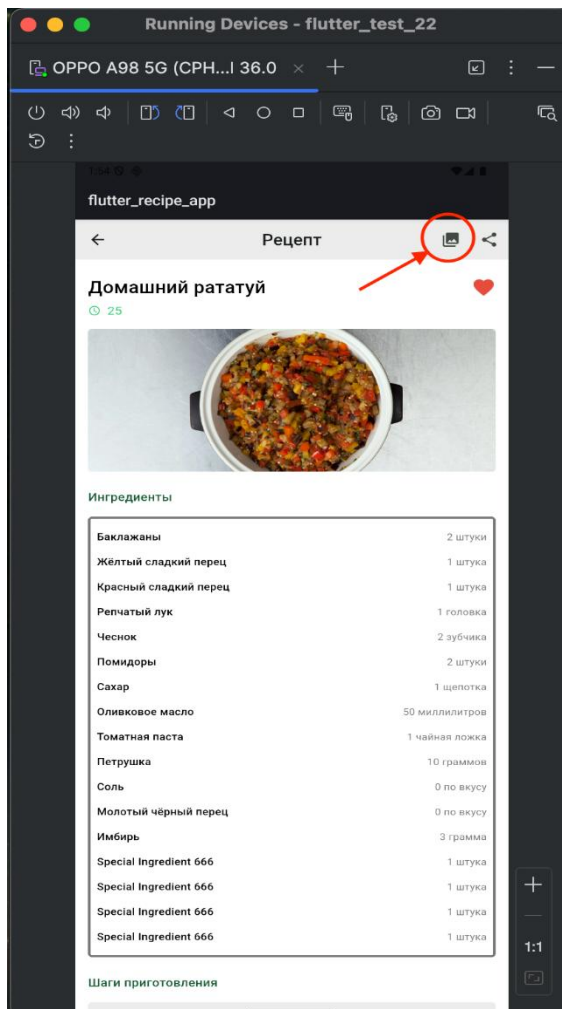 Running Devices - flutter_test_22
OPPO A98 5G (CPH...I 36.0
1:54
flutter_recipe_app
Рецепт
Домашний рататуй
25
Ингредиенты
Баклажаны 2 штуки
Жёлтый сладкий перец 1 штука
Красный сладкий перец 1 штука
Репчатый лук 1 головка
Чеснок 2 зубчика
Помидоры 2 штуки
Сахар 1 щепотка
Оливковое масло 50 миллилитров
Томатная паста 1 чайная ложка
Петрушка 10 граммов
Соль 0 по вкусу
Молотый чёрный перец 0 по вкусу
Имбирь 3 грамма
Special Ingredient 666 1 штука
Special Ingredient 666 1 штука
Special Ingredient 666 1 штука
Special Ingredient 666 1 штука
1:1
Шаги приготовления